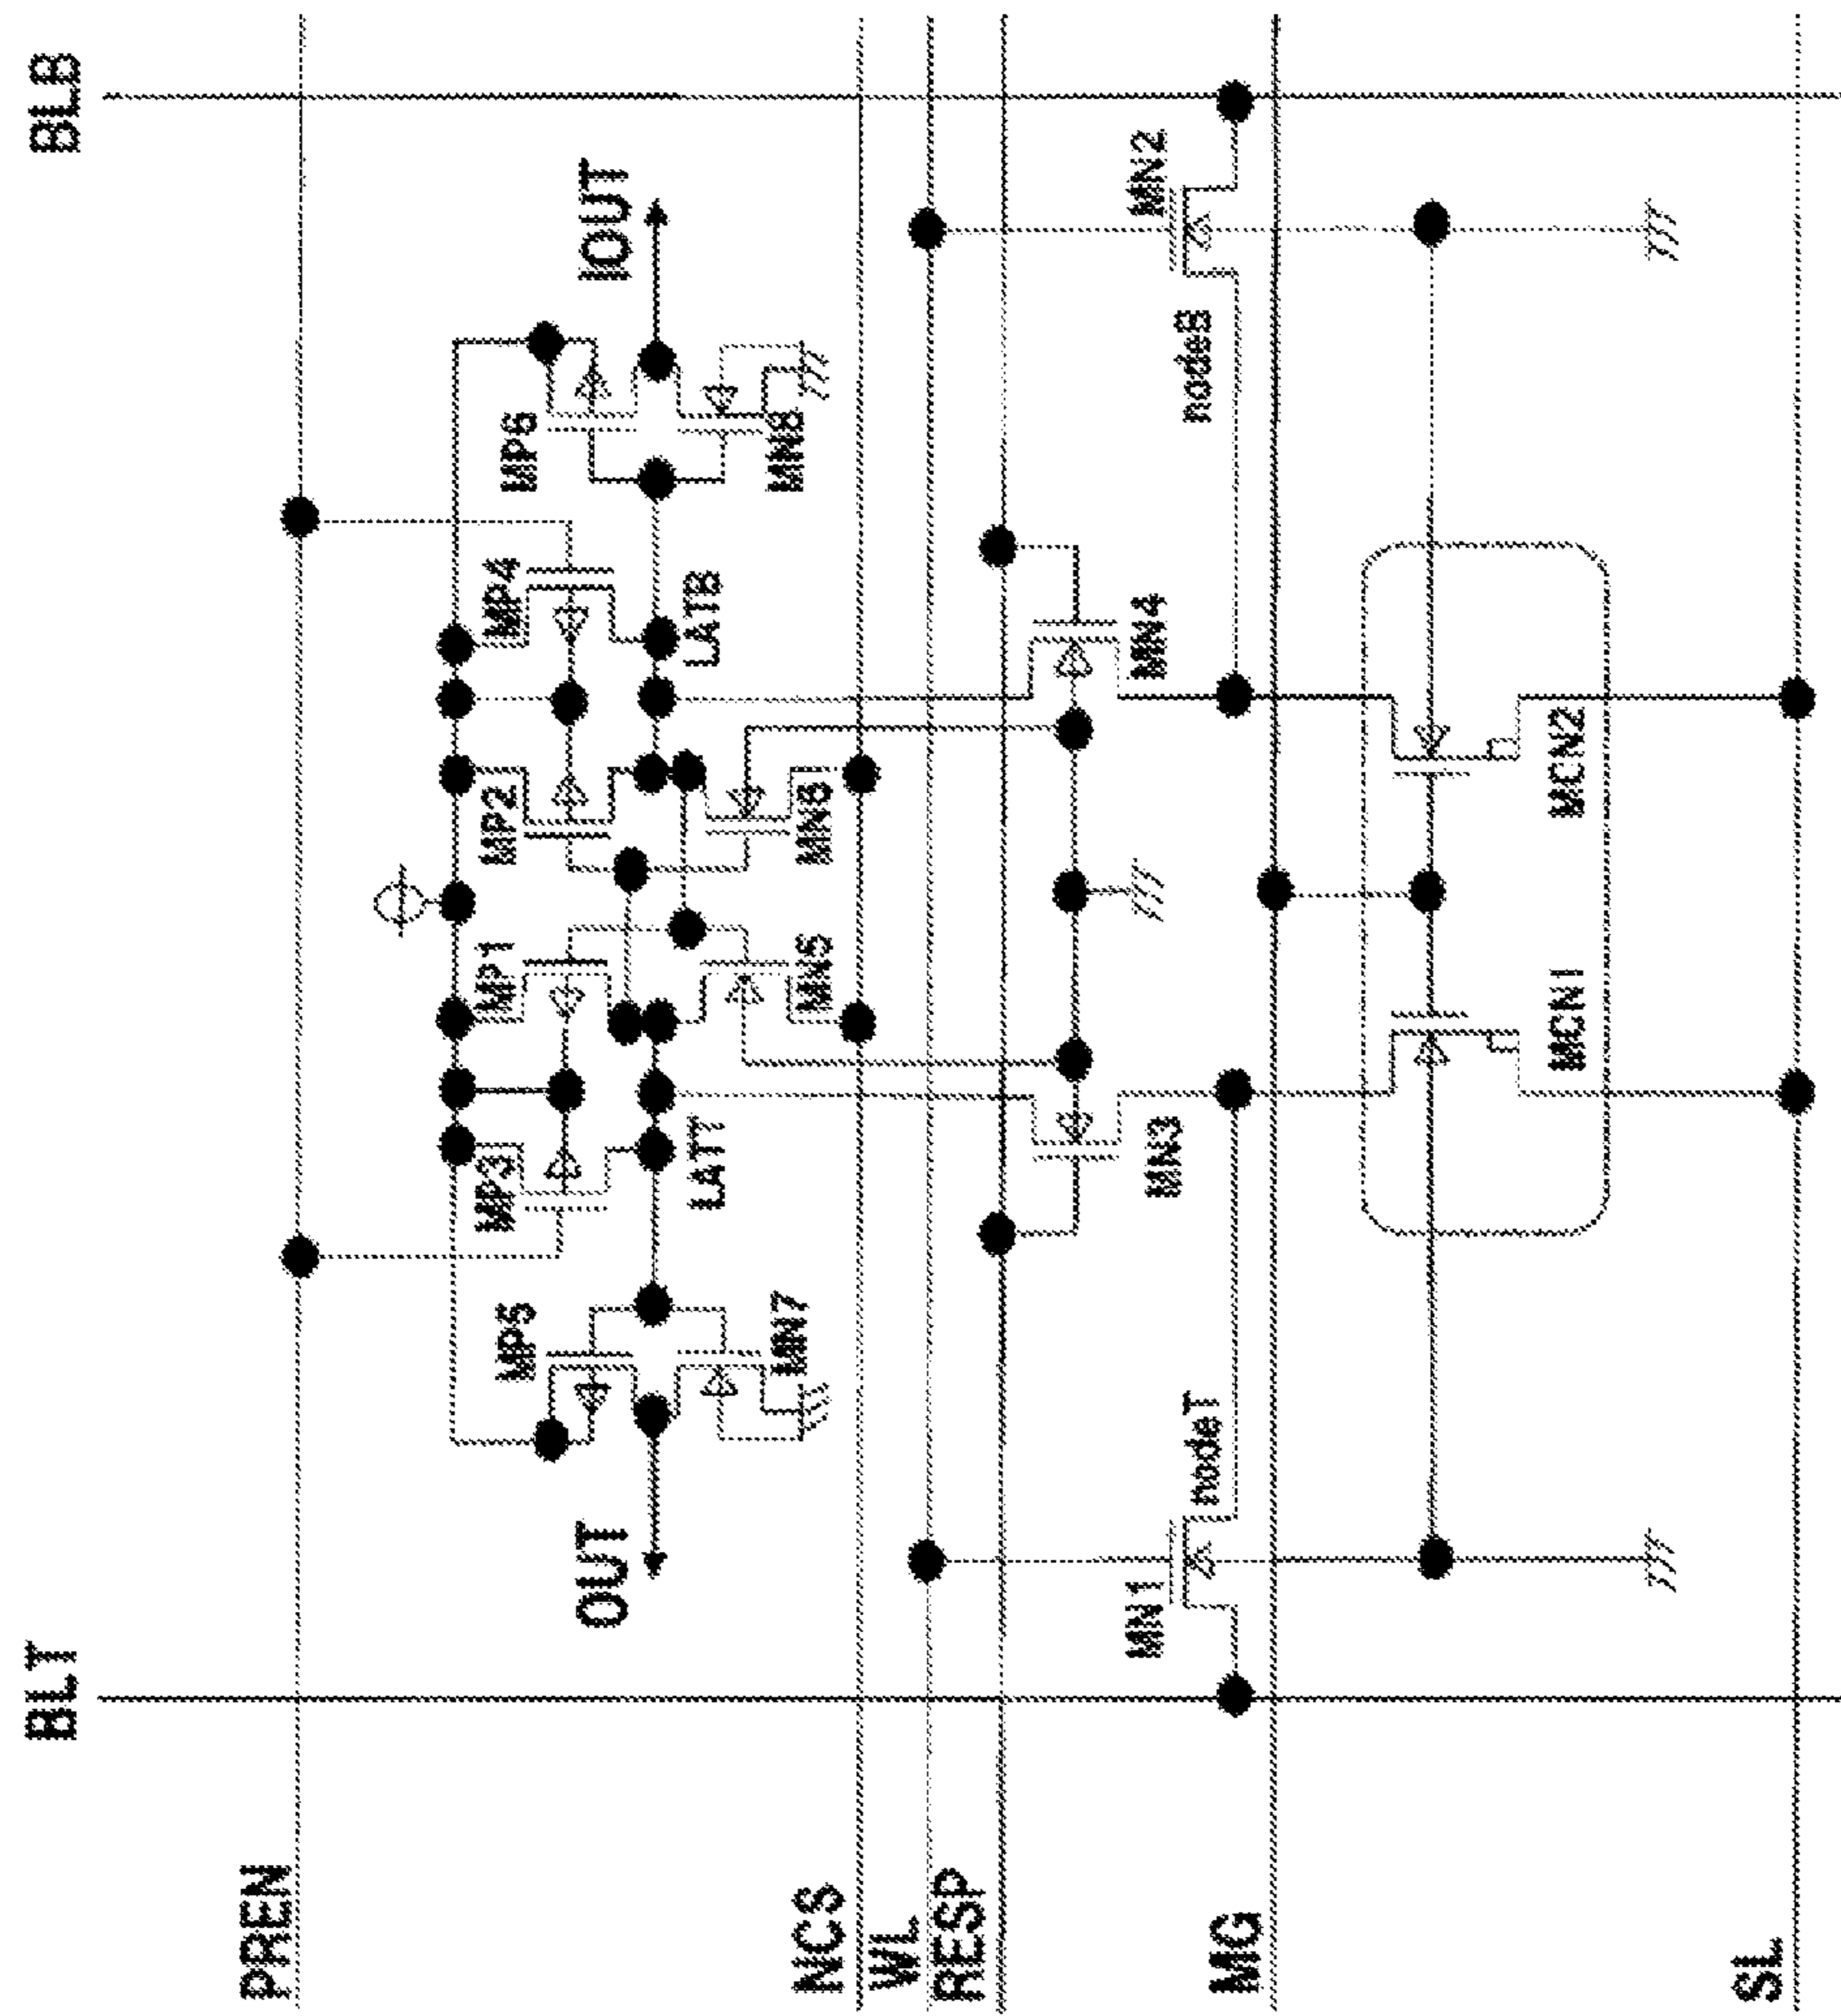 BLT
BLB
PREN
MP5
MP3
MP1
MP2
MP4
MP6
OUT
IOUT
LATT
LATB
MN7
MN5
MN6
MN8
NCS
WL
RESP
MN1
MN3
MN4
MN2
nodeT
nodeB
MG
MCN1
MCN2
SL